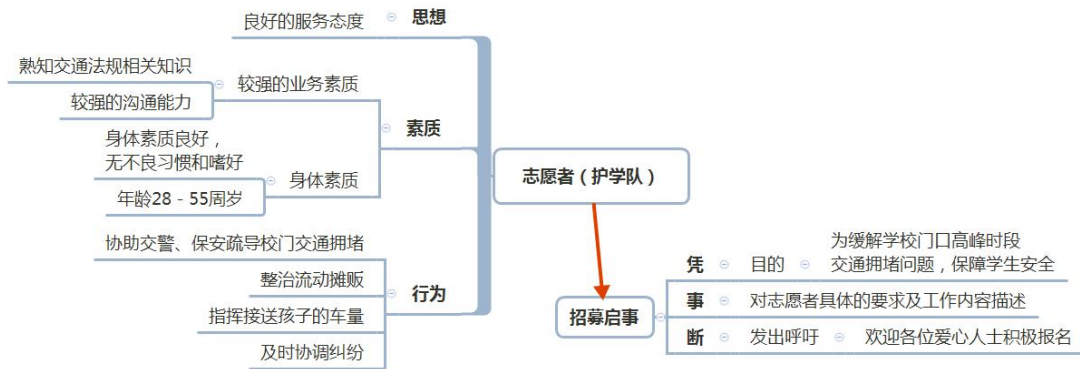 良好的服务态度
思想
熟知交通法规相关知识
较强的沟通能力
较强的业务素质
身体素质良好，
无不良习惯和嗜好
年龄28－55周岁
身体素质
素质
协助交警、保安疏导校门交通拥堵
整治流动摊贩
指挥接送孩子的车量
及时协调纠纷
行为
志愿者（护学队）
招募启事
凭
目的
为缓解学校门口高峰时段
交通拥堵问题，保障学生安全
事
对志愿者具体的要求及工作内容描述
断
发出呼吁
欢迎各位爱心人士积极报名